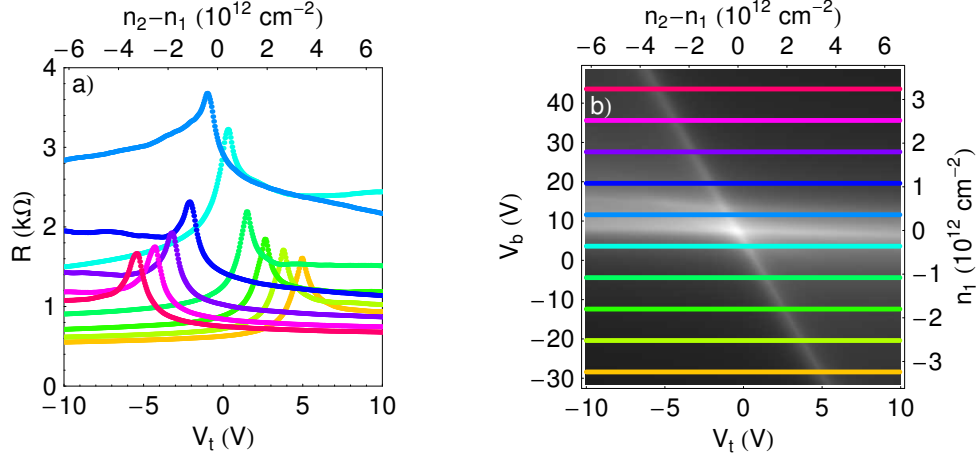 n₂−n₁ (10¹² cm⁻²)
−6 −4 −2 0 2 4 6
a)
4
3
2
1
0
R (kΩ)
−10 −5 0 5 10
Vₜ (V)
n₂−n₁ (10¹² cm⁻²)
−6 −4 −2 0 2 4 6
b)
40
30
20
10
0
−10
−20
−30
V_b (V)
3
2
1
0
−1
−2
−3
n₁ (10¹² cm⁻²)
−10 −5 0 5 10
Vₜ (V)